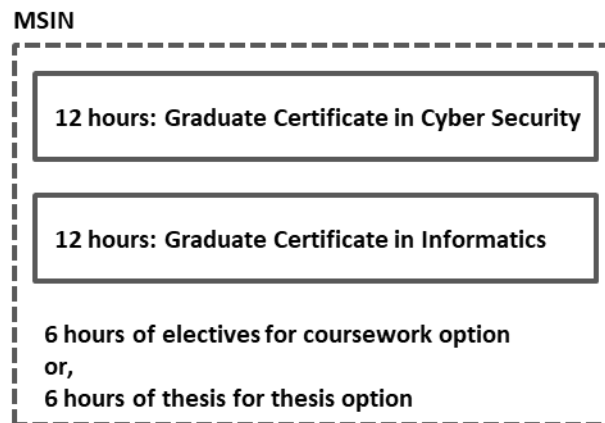 MSIN
12 hours: Graduate Certificate in Cyber Security
12 hours: Graduate Certificate in Informatics
6 hours of electives for coursework option
or,
6 hours of thesis for thesis option